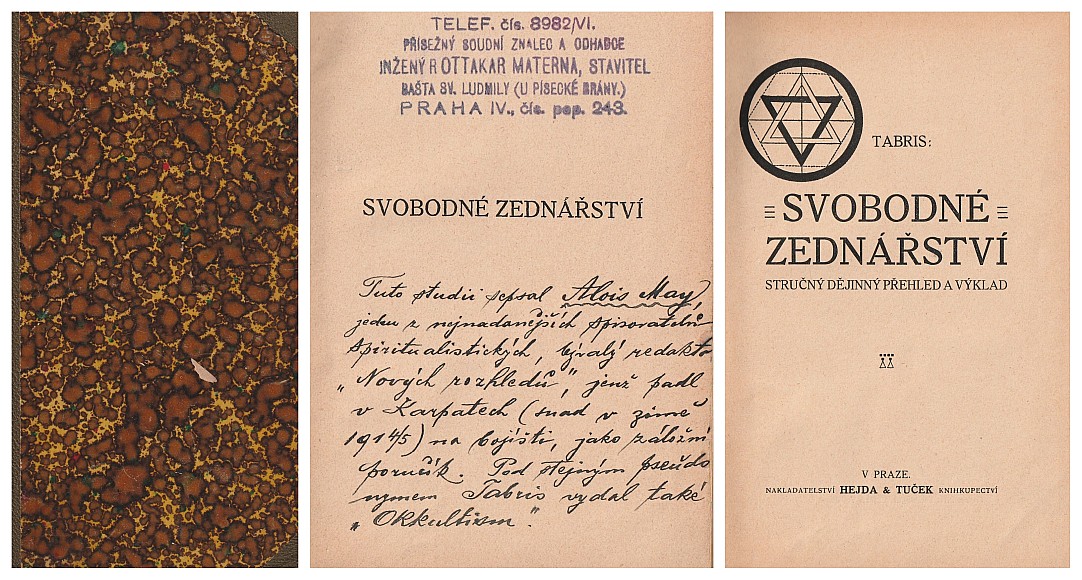 TELEF. čís. 8982/VI.
PŘÍSEŽNÝ SOUDNÍ ZNALEC A ODHADCE
INŽENÝR OTTAKAR MATERNA, STAVITEL
BAŠTA SV. LUDMILY (U PÍSECKÉ BRÁNY.)
PRAHA IV., čís. pop. 243.
SVOBODNÉ ZEDNÁŘSTVÍ
Tuto studii sepsal Alois May,
jeden z nejnadanějších spisovatelů
spiritualistických, bývalý redakto
„Nových rozhledů", jenž padl
v Karpatech (snad v zimě
1914/5) na bojišti, jako záložní
poručík. Pod stejným pseudo
nymem Tabris vydal také
„Okkultism".
TABRIS:
SVOBODNÉ
ZEDNÁŘSTVÍ
STRUČNÝ DĚJINNÝ PŘEHLED A VÝKLAD
V PRAZE.
NAKLADATELSTVÍ HEJDA & TUČEK KNIHKUPECTVÍ